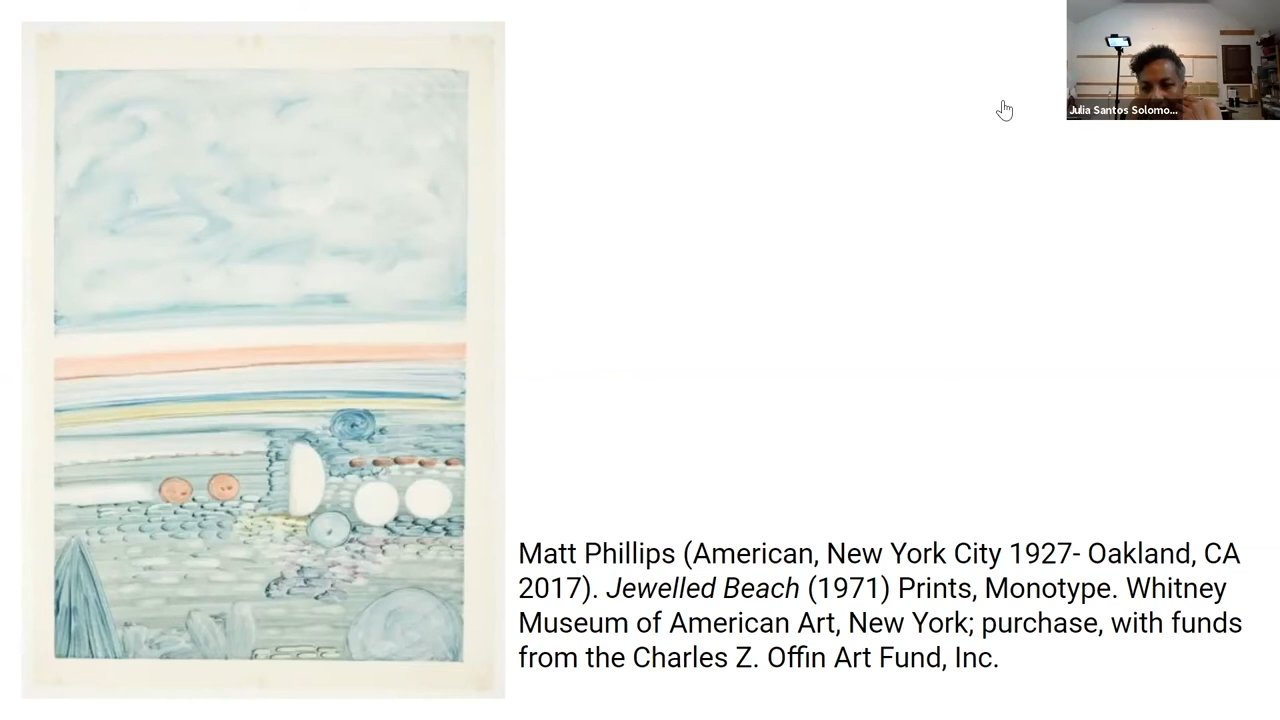 Julia Santos Solomo...
Matt Phillips (American, New York City 1927- Oakland, CA
2017). Jewelled Beach (1971) Prints, Monotype. Whitney
Museum of American Art, New York; purchase, with funds
from the Charles Z. Offin Art Fund, Inc.